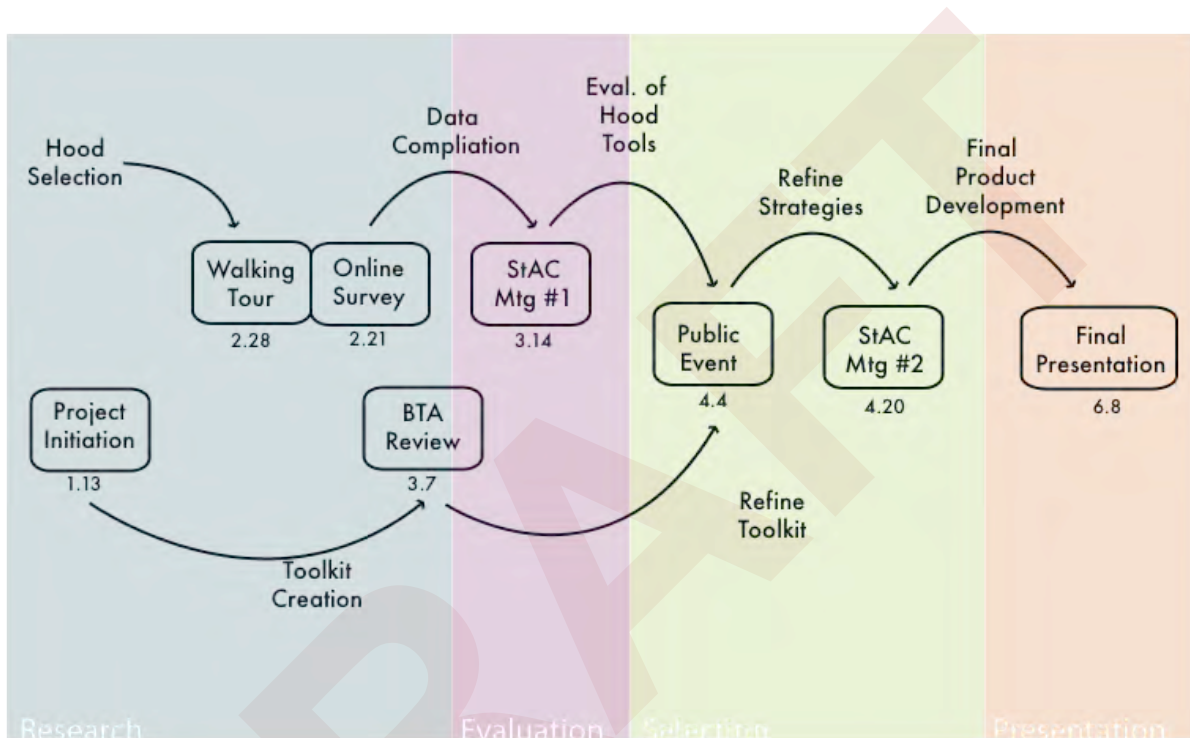 Hood
Selection
Data
Compliation
Eval. of
Hood
Tools
Refine
Strategies
Final
Product
Development
Walking
Tour
2.28
Online
Survey
2.21
StAC
Mtg #1
3.14
Public
Event
4.4
StAC
Mtg #2
4.20
Final
Presentation
6.8
Project
Initiation
1.13
BTA
Review
3.7
Toolkit
Creation
Refine
Toolkit
Research
Evaluation
Selecting
Presentation
DRAFT